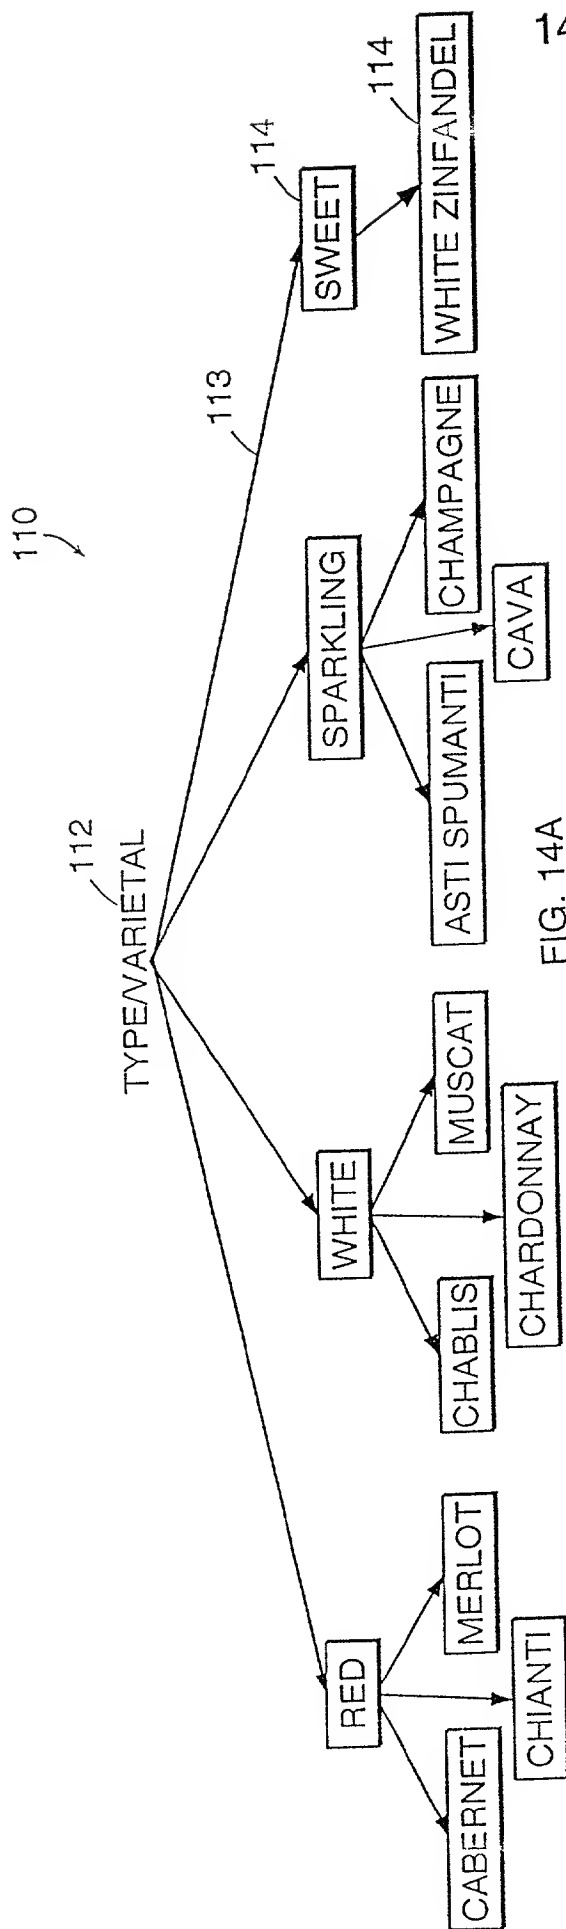 110
TYPE/VARIETAL
112
113
RED
WHITE
SPARKLING
SWEET
114
CABERNET
CHIANTI
MERLOT
CHABLIS
CHARDONNAY
MUSCAT
ASTI SPUMANTI
CAVA
CHAMPAGNE
WHITE ZINFANDEL
114
FIG. 14A
14